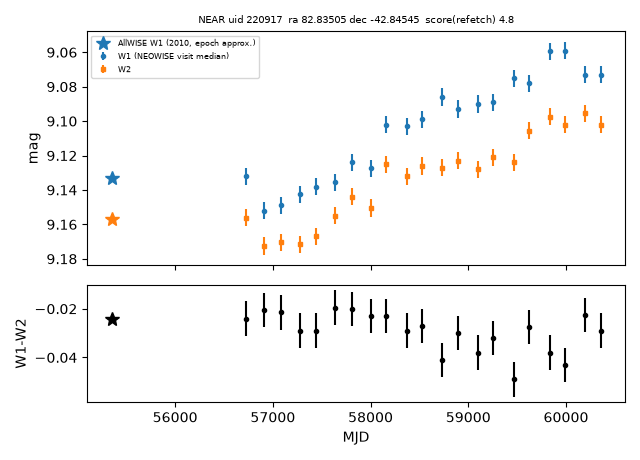 NEAR uid 220917  ra 82.83505 dec -42.84545  score(refetch) 4.8
AllWISE W1 (2010, epoch approx.)
W1 (NEOWISE visit median)
W2
mag
9.06
9.08
9.10
9.12
9.14
9.16
9.18
W1-W2
−0.02
−0.04
56000 57000 58000 59000 60000
MJD